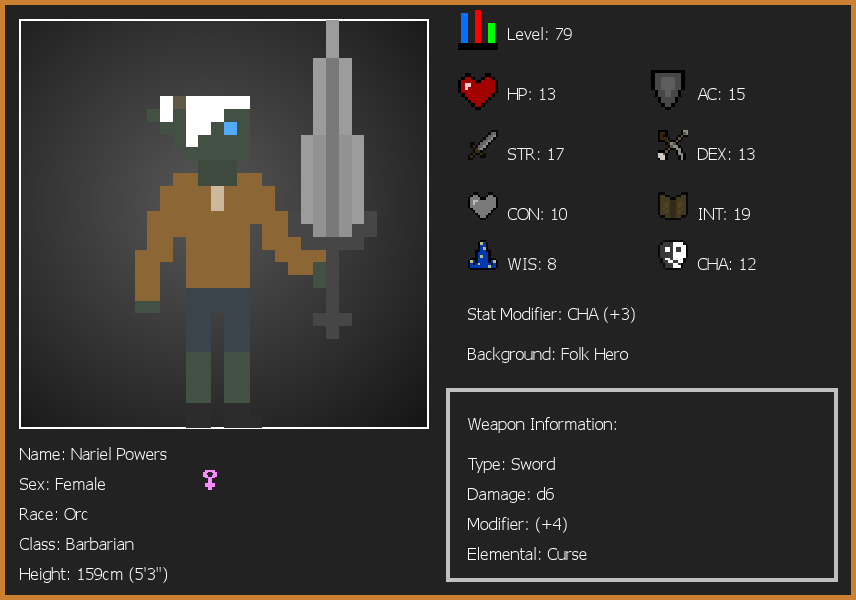 Level: 79
HP: 13
AC: 15
STR: 17
DEX: 13
CON: 10
INT: 19
WIS: 8
CHA: 12
Stat Modifier: CHA (+3)
Background: Folk Hero
Weapon Information:
Type: Sword
Damage: d6
Modifier: (+4)
Elemental: Curse
Name: Nariel Powers
Sex: Female
Race: Orc
Class: Barbarian
Height: 159cm (5'3")